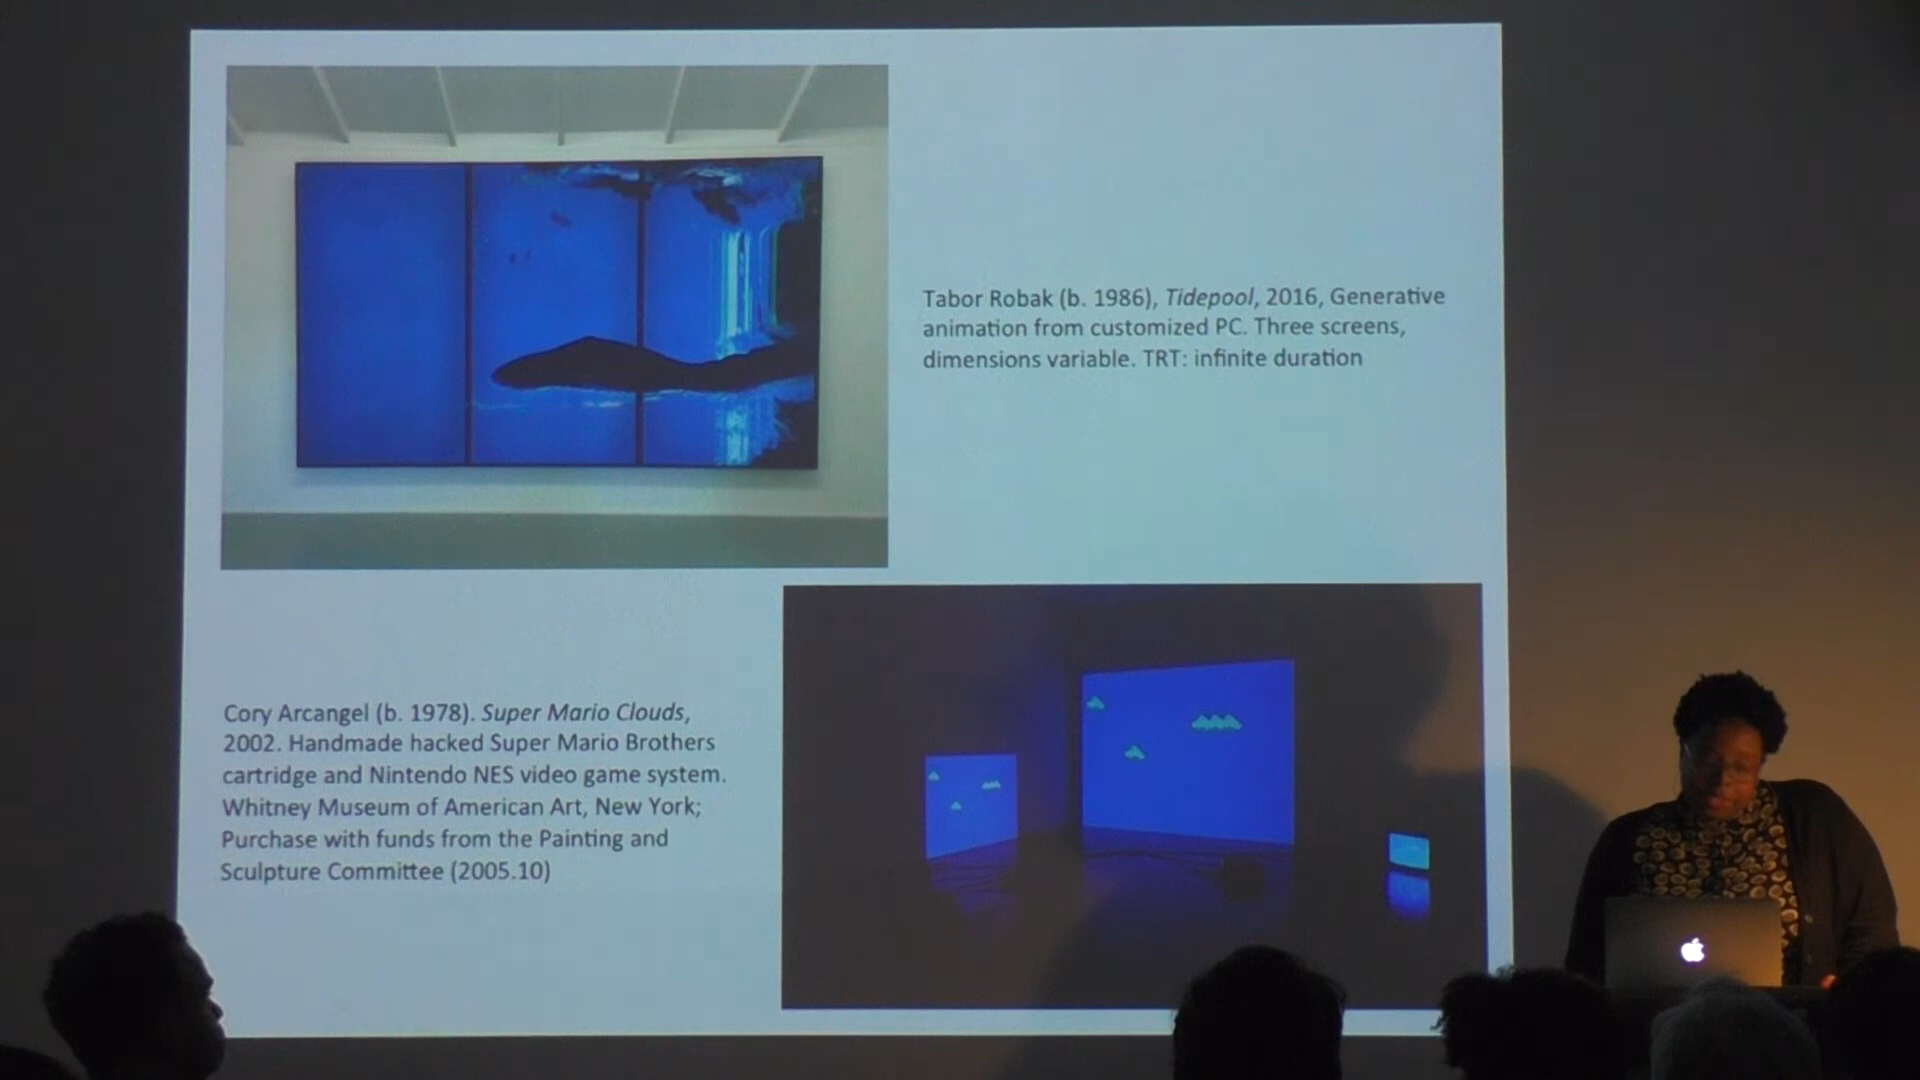 Tabor Robak (b. 1986), Tidepool, 2016, Generative
animation from customized PC. Three screens,
dimensions variable. TRT: infinite duration
Cory Arcangel (b. 1978). Super Mario Clouds,
2002. Handmade hacked Super Mario Brothers
cartridge and Nintendo NES video game system.
Whitney Museum of American Art, New York;
Purchase with funds from the Painting and
Sculpture Committee (2005.10)